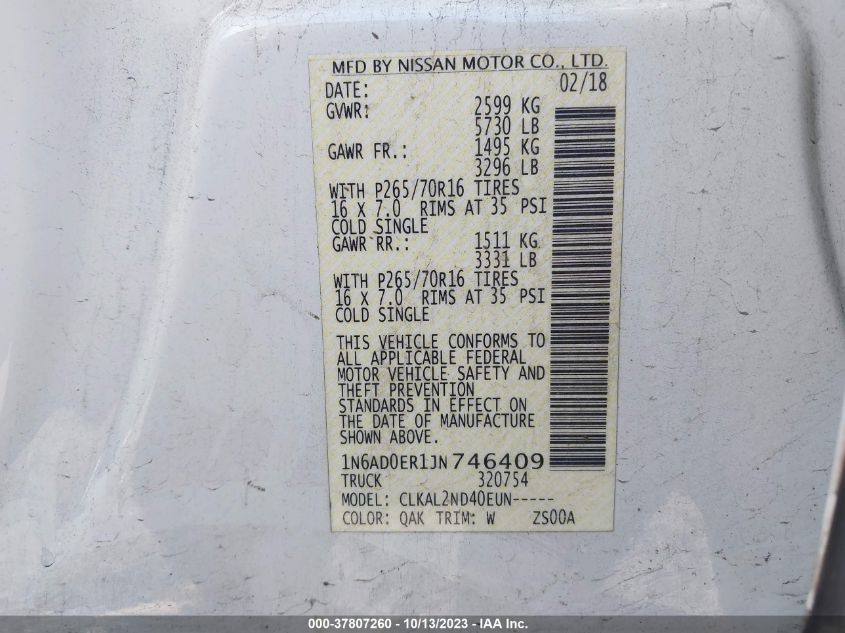 MFD BY NISSAN MOTOR CO., LTD.
DATE: 02/18
GVWR: 2599 KG
5730 LB
GAWR FR.: 1495 KG
3296 LB
WITH P265/70R16 TIRES
16 X 7.0 RIMS AT 35 PSI
COLD SINGLE
GAWR RR.: 1511 KG
3331 LB
WITH P265/70R16 TIRES
16 X 7.0 RIMS AT 35 PSI
COLD SINGLE
THIS VEHICLE CONFORMS TO
ALL APPLICABLE FEDERAL
MOTOR VEHICLE SAFETY AND
THEFT PREVENTION
STANDARDS IN EFFECT ON
THE DATE OF MANUFACTURE
SHOWN ABOVE.
1N6AD0ER1JN746409
TRUCK 320754
MODEL: CLKAL2ND40EUN-----
COLOR: QAK TRIM: W ZS00A
000-37807260 - 10/13/2023 - IAA Inc.